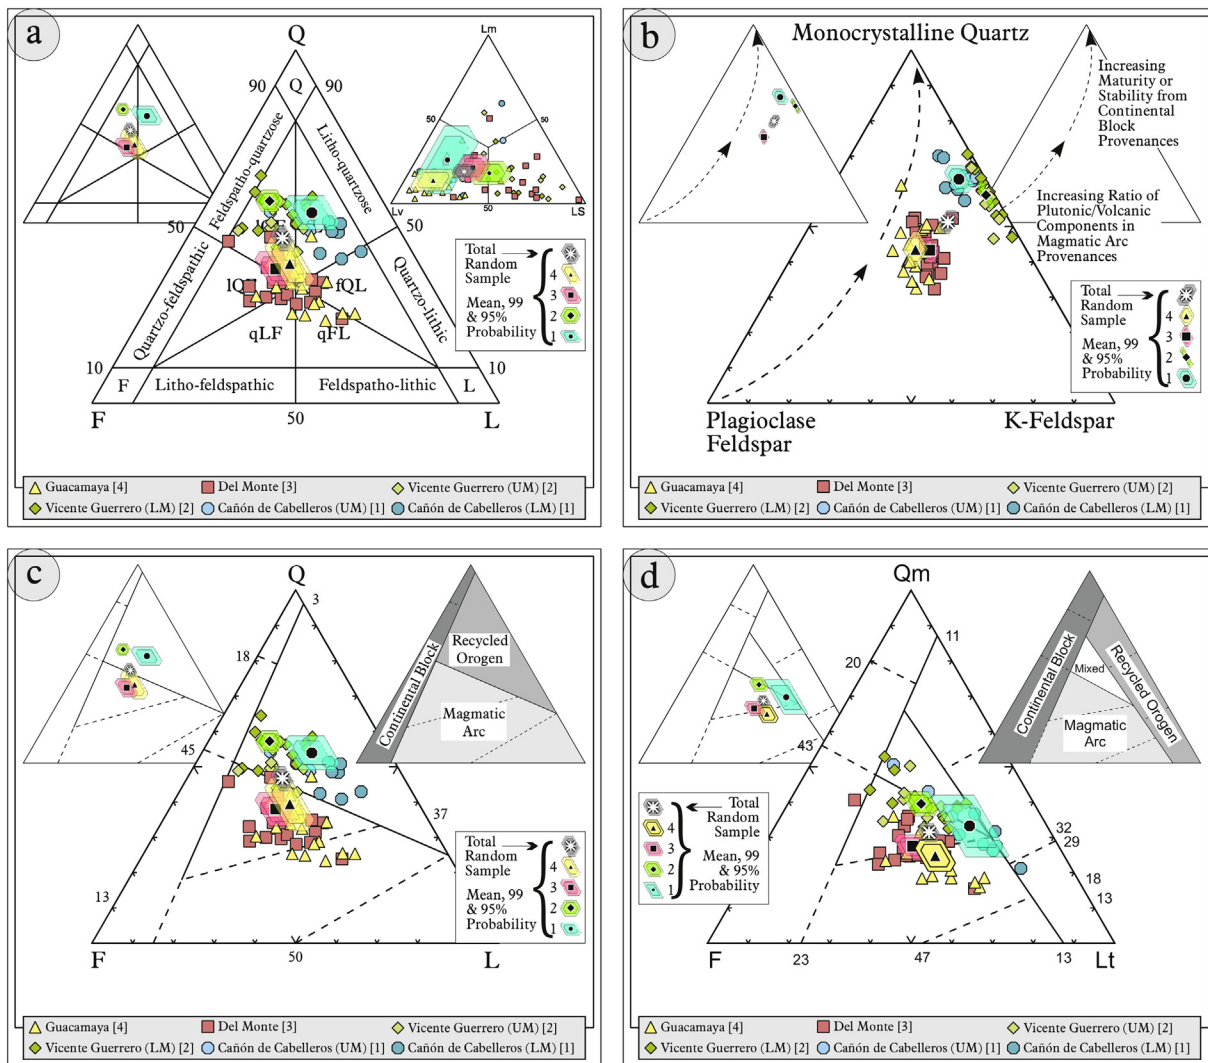 a
Q
90
Q
90
Feldspatho-quartzose
Litho-quartzose
50
50
Quartzo-feldspathic
Quartzo-lithic
lQF
fQL
qLF
qFL
10
10
F
Litho-feldspathic
Feldspatho-lithic
L
F
50
L
Lm
50
50
Lv
50
LS
Total
Random
Sample
4
3
Mean, 99
& 95%
2
Probability
1
Guacamaya [4]
Del Monte [3]
Vicente Guerrero (UM) [2]
Vicente Guerrero (LM) [2]
Cañón de Cabelleros (UM) [1]
Cañón de Cabelleros (LM) [1]
b
Monocrystalline Quartz
Increasing
Maturity or
Stability from
Continental
Block
Provenances
Increasing Ratio of
Plutonic/Volcanic
Components in
Magmatic Arc
Provenances
Plagioclase
Feldspar
K-Feldspar
Total
Random
Sample
4
3
Mean, 99
& 95%
2
Probability
1
Guacamaya [4]
Del Monte [3]
Vicente Guerrero (UM) [2]
Vicente Guerrero (LM) [2]
Cañón de Cabelleros (UM) [1]
Cañón de Cabelleros (LM) [1]
c
Q
3
18
45
37
13
F
50
L
Continental Block
Recycled
Orogen
Magmatic
Arc
Total
Random
Sample
4
3
Mean, 99
& 95%
2
Probability
1
Guacamaya [4]
Del Monte [3]
Vicente Guerrero (UM) [2]
Vicente Guerrero (LM) [2]
Cañón de Cabelleros (UM) [1]
Cañón de Cabelleros (LM) [1]
d
Qm
11
20
43
32
29
18
13
F
23
47
13
Lt
Continental Block
Mixed
Recycled Orogen
Magmatic
Arc
Total
Random
Sample
4
3
Mean, 99
& 95%
2
Probability
1
Guacamaya [4]
Del Monte [3]
Vicente Guerrero (UM) [2]
Vicente Guerrero (LM) [2]
Cañón de Cabelleros (UM) [1]
Cañón de Cabelleros (LM) [1]